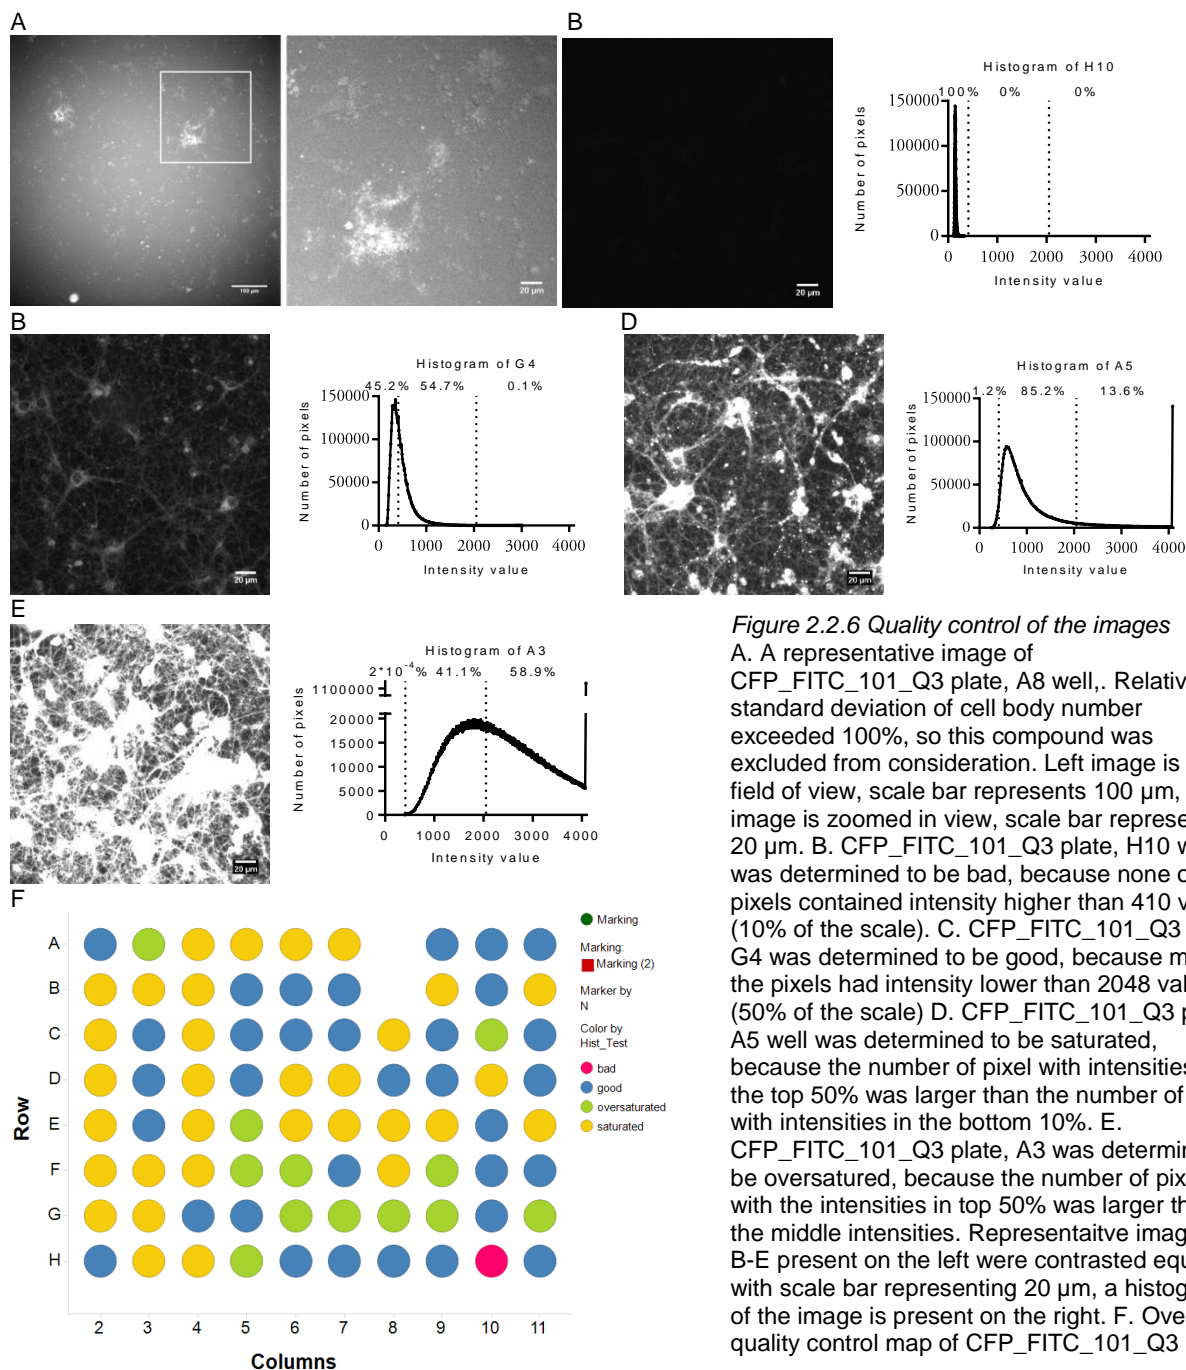 A
B
100 µm
20 µm
20 µm
Histogram of H10
100% 0% 0%
Number of pixels
150000
100000
50000
0
0 1000 2000 3000 4000
Intensity value
B
20 µm
Histogram of G4
45.2% 54.7% 0.1%
Number of pixels
150000
100000
50000
0
0 1000 2000 3000 4000
Intensity value
D
20 µm
Histogram of A5
1.2% 85.2% 13.6%
Number of pixels
150000
100000
50000
0
0 1000 2000 3000 4000
Intensity value
E
20 µm
Histogram of A3
2*10⁻⁴% 41.1% 58.9%
Number of pixels
1100000
20000
15000
10000
5000
0
0 1000 2000 3000 4000
Intensity value
Figure 2.2.6 Quality control of the images
A. A representative image of
CFP_FITC_101_Q3 plate, A8 well,. Relativ
standard deviation of cell body number
exceeded 100%, so this compound was
excluded from consideration. Left image is
field of view, scale bar represents 100 µm,
image is zoomed in view, scale bar represe
20 µm. B. CFP_FITC_101_Q3 plate, H10 w
was determined to be bad, because none o
pixels contained intensity higher than 410 v
(10% of the scale). C. CFP_FITC_101_Q3
G4 was determined to be good, because m
the pixels had intensity lower than 2048 val
(50% of the scale) D. CFP_FITC_101_Q3 p
A5 well was determined to be saturated,
because the number of pixel with intensities
the top 50% was larger than the number of
with intensities in the bottom 10%. E.
CFP_FITC_101_Q3 plate, A3 was determin
be oversatured, because the number of pix
with the intensities in top 50% was larger th
the middle intensities. Representaitve imag
B-E present on the left were contrasted equ
with scale bar representing 20 µm, a histog
of the image is present on the right. F. Over
quality control map of CFP_FITC_101_Q3
F
Row
A
B
C
D
E
F
G
H
2 3 4 5 6 7 8 9 10 11
Columns
Marking
Marking:
Marking (2)
Marker by
N
Color by
Hist_Test
bad
good
oversaturated
saturated